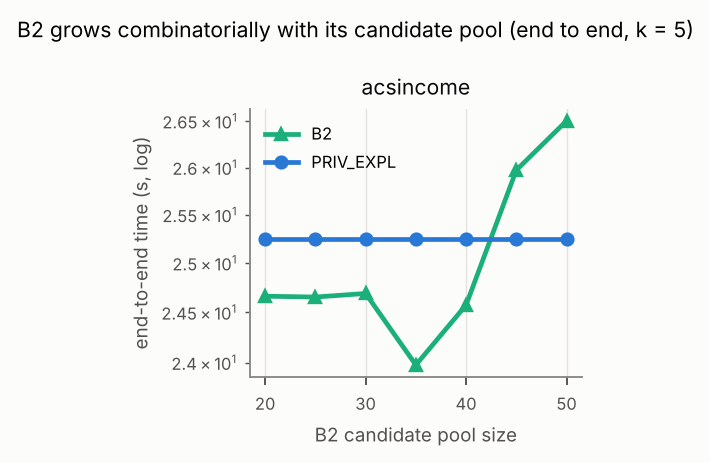 B2 grows combinatorially with its candidate pool (end to end, k = 5)
acsincome
B2
PRIV_EXPL
end-to-end time (s, log)
2.65 × 10¹
2.6 × 10¹
2.55 × 10¹
2.5 × 10¹
2.45 × 10¹
2.4 × 10¹
20 30 40 50
B2 candidate pool size